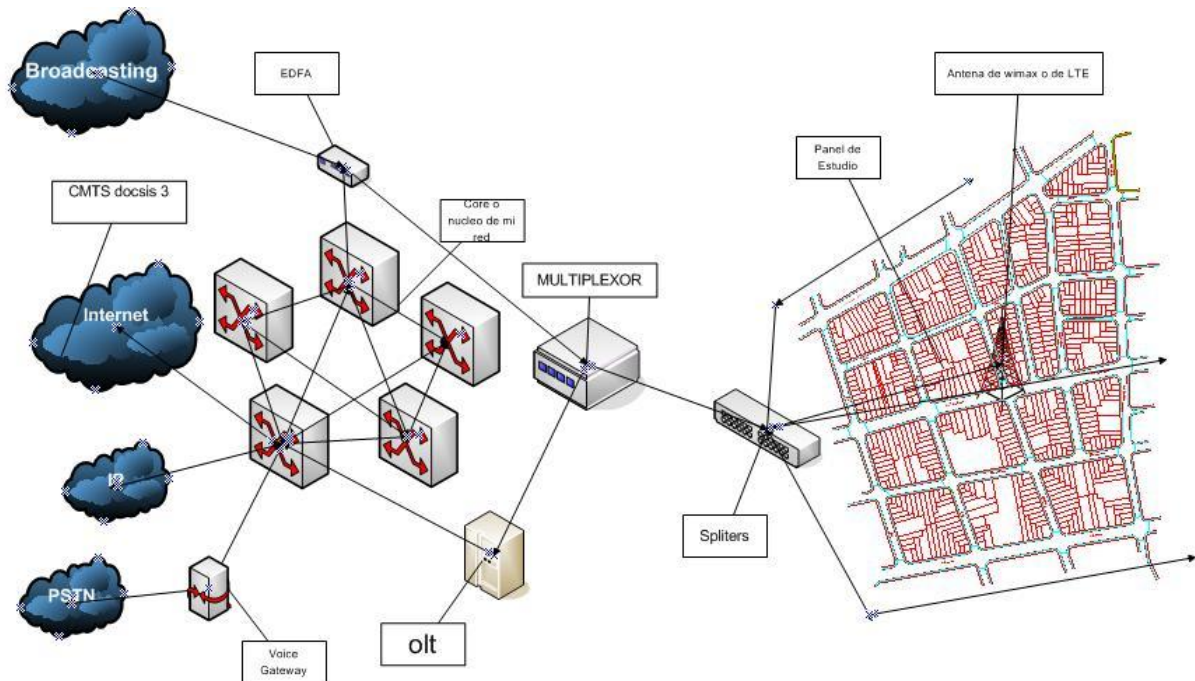 Broadcasting
EDFA
Antena de wimax o de LTE
Panel de
Estudio
CMTS docsis 3
Core o
nucleo de mi
red
MULTIPLEXOR
Internet
IP
Spliters
PSTN
olt
Voice
Gateway